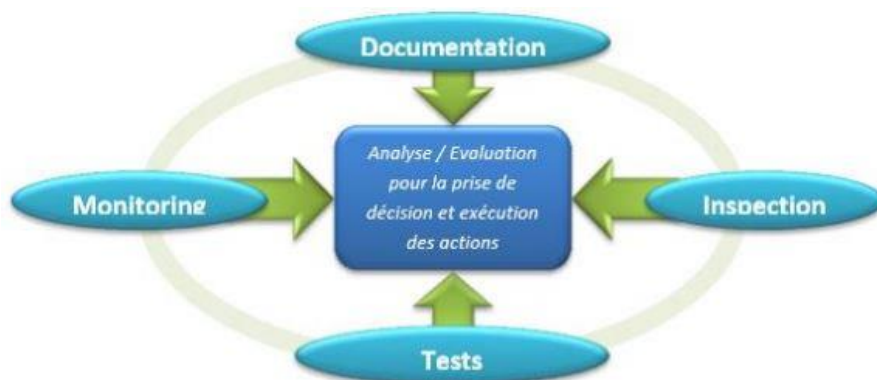 Documentation
Analyse / Evaluation
pour la prise de
décision et exécution
des actions
Monitoring
Inspection
Tests